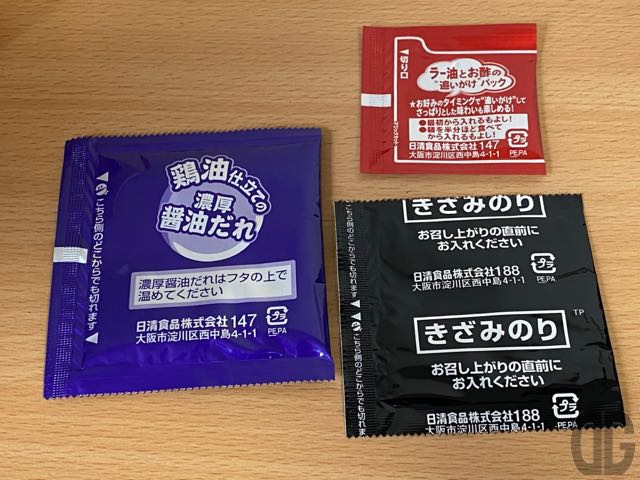 ▼切り口
ラー油とお酢の
"追いがけ"パック
★お好みのタイミングで"追いがけ"して
さっぱりとした味わいも楽しめる!
●最初から入れるもよし!
●麺を半分ほど食べて
から入れるもよし!
日清食品株式会社 147
大阪市淀川区西中島4-1-1
プラ
PE,PA
鶏油仕立ての
濃厚
醤油だれ
濃厚醤油だれはフタの上で
温めてください
日清食品株式会社 147
大阪市淀川区西中島4-1-1
プラ
PE,PA
▼こちら側のどこからでも切れます▼
きざみのり
お召し上がりの直前に
お入れください
日清食品株式会社 188
大阪市淀川区西中島4-1-1
プラ
PE,PA
きざみのり
TP
お召し上がりの直前に
お入れください
日清食品株式会社 188
大阪市淀川区西中島4-1-1
プラ
PE,PA
こちら側のどこからでも切れます▼